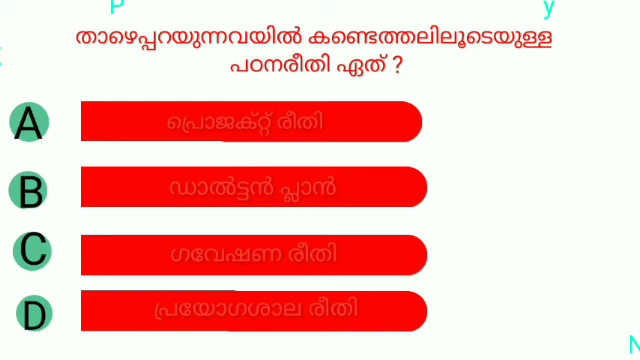 p
y
താഴെപ്പറയുന്നവയിൽ കണ്ടെത്തലിലൂടെയുള്ള
പഠനരീതി ഏത് ?
A പ്രൊജക്റ്റ് രീതി
B ഡാൽട്ടൻ പ്ലാൻ
C ഗവേഷണ രീതി
D പ്രയോഗശാല രീതി
N